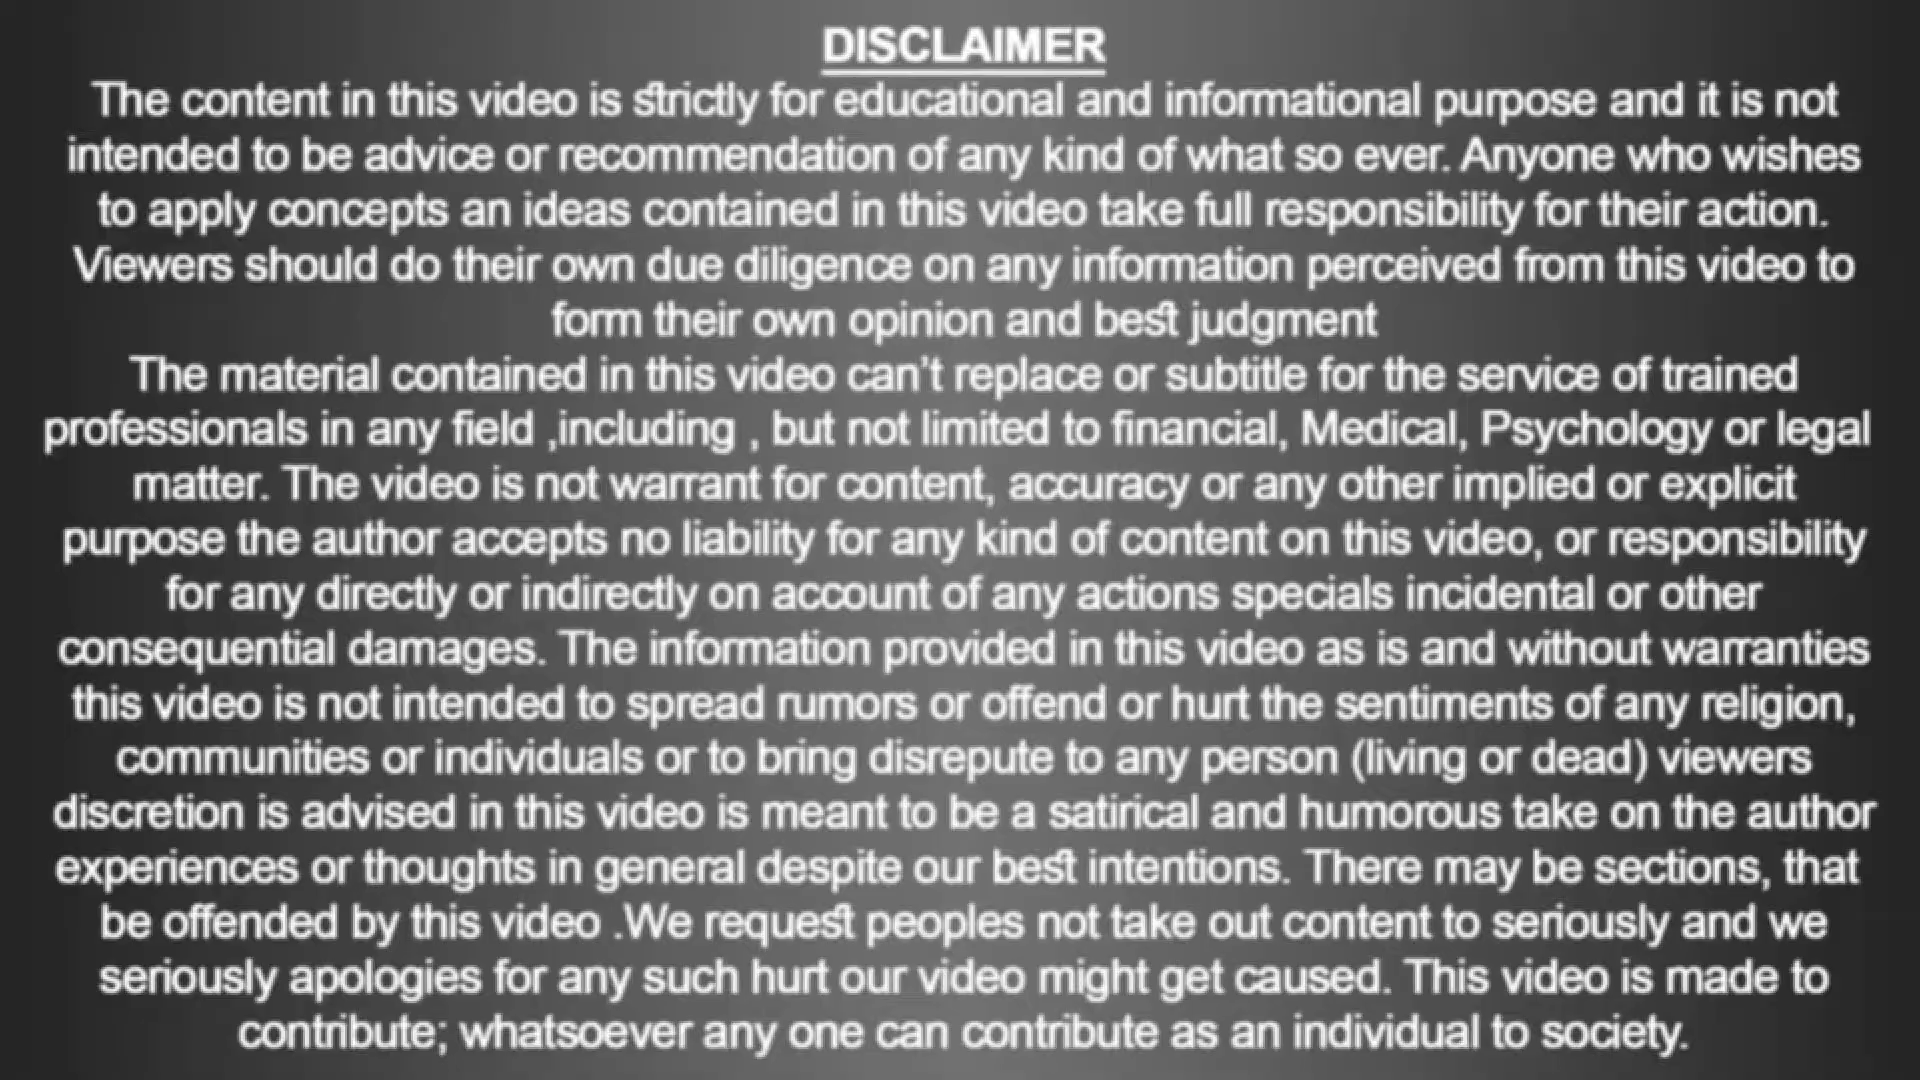 DISCLAIMER
The content in this video is strictly for educational and informational purpose and it is not
intended to be advice or recommendation of any kind of what so ever. Anyone who wishes
to apply concepts an ideas contained in this video take full responsibility for their action.
Viewers should do their own due diligence on any information perceived from this video to
form their own opinion and best judgment
The material contained in this video can't replace or subtitle for the service of trained
professionals in any field ,including , but not limited to financial, Medical, Psychology or legal
matter. The video is not warrant for content, accuracy or any other implied or explicit
purpose the author accepts no liability for any kind of content on this video, or responsibility
for any directly or indirectly on account of any actions specials incidental or other
consequential damages. The information provided in this video as is and without warranties
this video is not intended to spread rumors or offend or hurt the sentiments of any religion,
communities or individuals or to bring disrepute to any person (living or dead) viewers
discretion is advised in this video is meant to be a satirical and humorous take on the author
experiences or thoughts in general despite our best intentions. There may be sections, that
be offended by this video .We request peoples not take out content to seriously and we
seriously apologies for any such hurt our video might get caused. This video is made to
contribute; whatsoever any one can contribute as an individual to society.